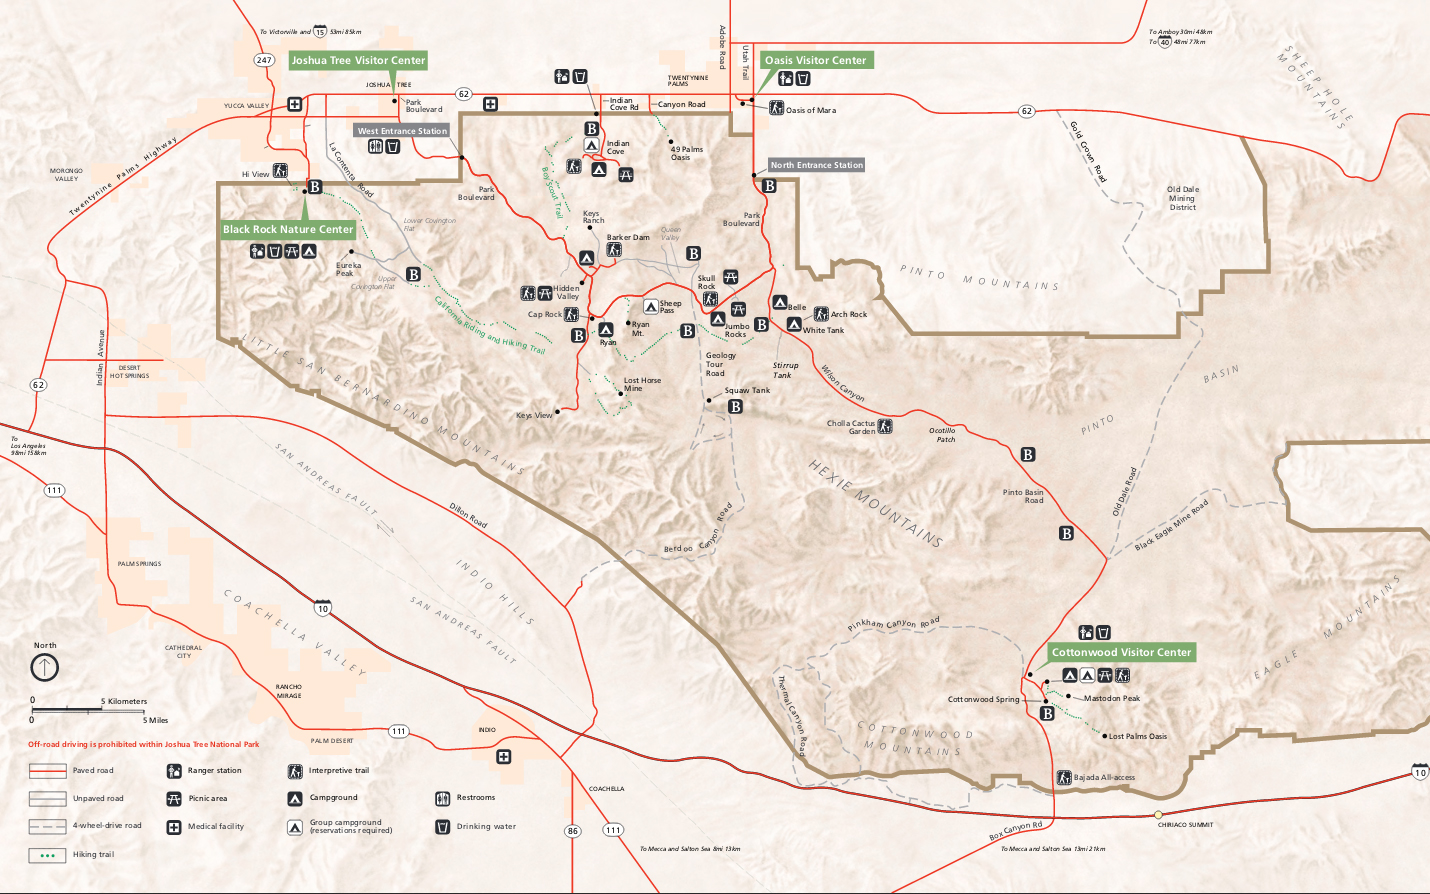 To Victorville and 15 53mi 85km
247
Joshua Tree Visitor Center
JOSHUA TREE
YUCCA VALLEY
Park
Boulevard
62
West Entrance Station
Adobe Road
Utah Trail
TWENTYNINE
PALMS
Oasis Visitor Center
Oasis of Mara
To Amboy 30mi 48km
To 40 48mi 77km
SHEEP HOLE
MOUNTAINS
62
Indian
Cove Rd
Canyon Road
B
Indian
Cove
49 Palms
Oasis
North Entrance Station
B
Gold Crown Road
Old Dale
Mining
District
Twentynine Palms Highway
MORONGO
VALLEY
La Contenta Road
Hi View
B
Black Rock Nature Center
Park
Boulevard
Boy Scout Trail
Keys
Ranch
Barker Dam
Queen
Valley
Park
Boulevard
Lower Covington
Flat
Eureka
Peak
Upper
Covington Flat
B
B
PINTO MOUNTAINS
Hidden
Valley
Skull
Rock
Sheep
Pass
California Riding and Hiking Trail
Cap Rock
B
Ryan
Ryan
Mt.
B
Jumbo
Rocks
B
Belle
White Tank
Arch Rock
Geology
Tour
Road
Stirrup
Tank
Wilson Canyon
LITTLE SAN BERNARDINO MOUNTAINS
Lost Horse
Mine
Keys View
Squaw Tank
B
Cholla Cactus
Garden
Ocotillo
Patch
PINTO
BASIN
B
Pinto Basin
Road
HEXIE MOUNTAINS
Old Dale Road
Black Eagle Mine Road
B
Indian Avenue
DESERT
HOT SPRINGS
62
To
Los Angeles
98mi 158km
111
SAN ANDREAS FAULT
Dillon Road
Berdoo Canyon Road
PALM SPRINGS
INDIO HILLS
10
COACHELLA VALLEY
SAN ANDREAS FAULT
Pinkham Canyon Road
Thermal Canyon Road
EAGLE MOUNTAINS
Cottonwood Visitor Center
Cottonwood Spring
B
Mastodon Peak
Lost Palms Oasis
COTTONWOOD
MOUNTAINS
Bajada All-access
10
CHIRIACO SUMMIT
Box Canyon Rd
To Mecca and Salton Sea 13mi 21km
CATHEDRAL
CITY
RANCHO
MIRAGE
PALM DESERT
111
INDIO
COACHELLA
86
111
To Mecca and Salton Sea 8mi 13km
North
0
5 Kilometers
0
5 Miles
Off-road driving is prohibited within Joshua Tree National Park
Paved road
Unpaved road
4-wheel-drive road
Hiking trail
Ranger station
Picnic area
Medical facility
Interpretive trail
Campground
Group campground
(reservations required)
Restrooms
Drinking water